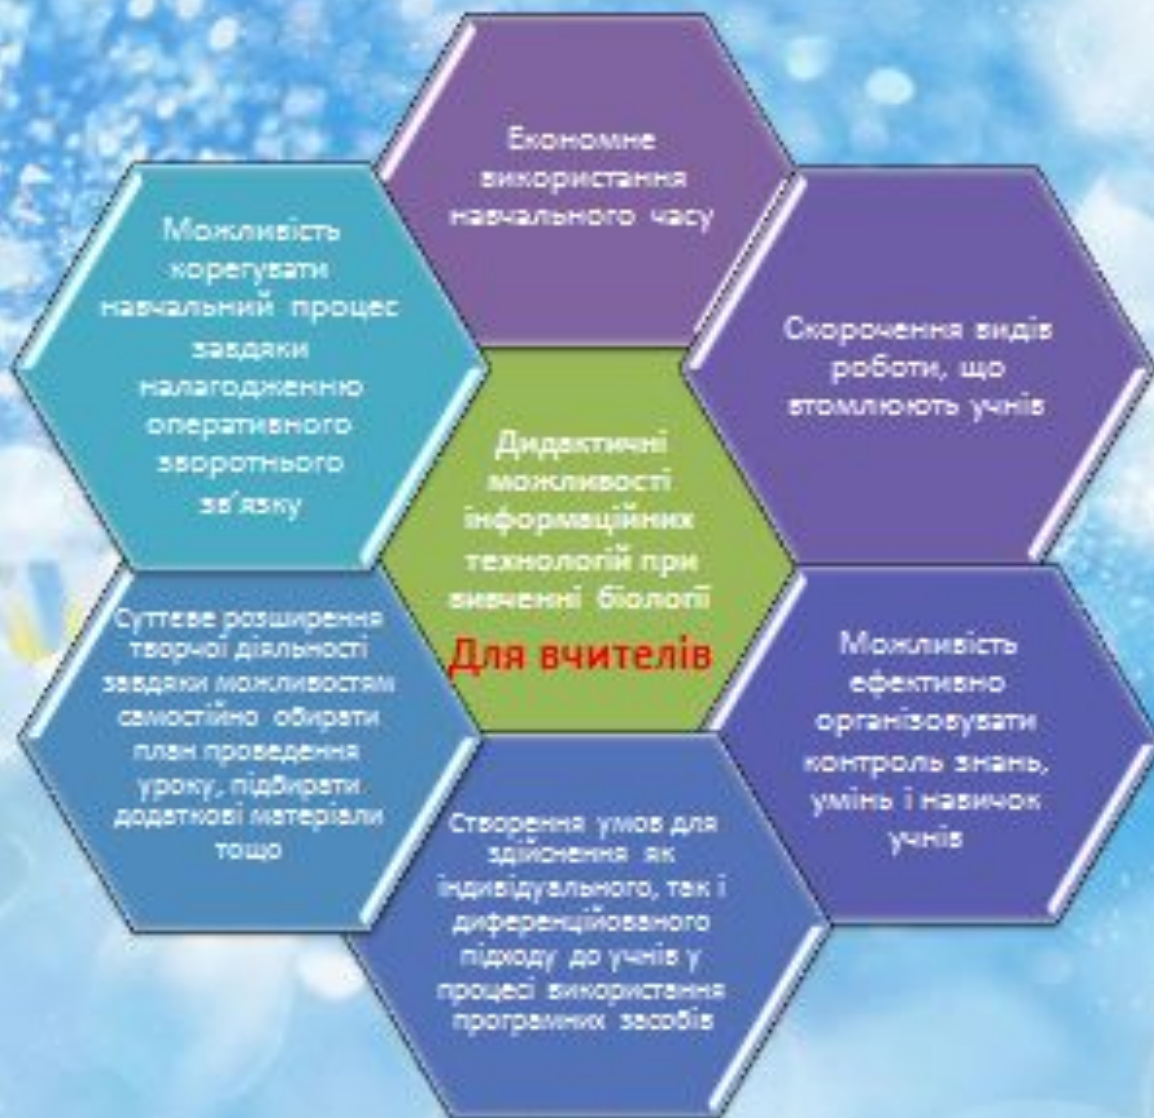 Економне
використання
навчального часу
Можливість
корегувати
навчальний процес
завдяки
налагодженню
оперативного
зворотнього
зв'язку
Скорочення видів
роботи, що
втомлюють учнів
Дидактичні
можливості
інформаційних
технологій при
вивченні біології
Для вчителів
Суттєве розширення
творчої діяльності
завдяки можливостям
самостійно обирати
план проведення
уроку, підбирати
додаткові матеріали
тощо
Можливість
ефективно
організовувати
контроль знань,
умінь і навичок
учнів
Створення умов для
здійснення як
індивідуального, так і
диференційованого
підходу до учнів у
процесі використання
програмних засобів